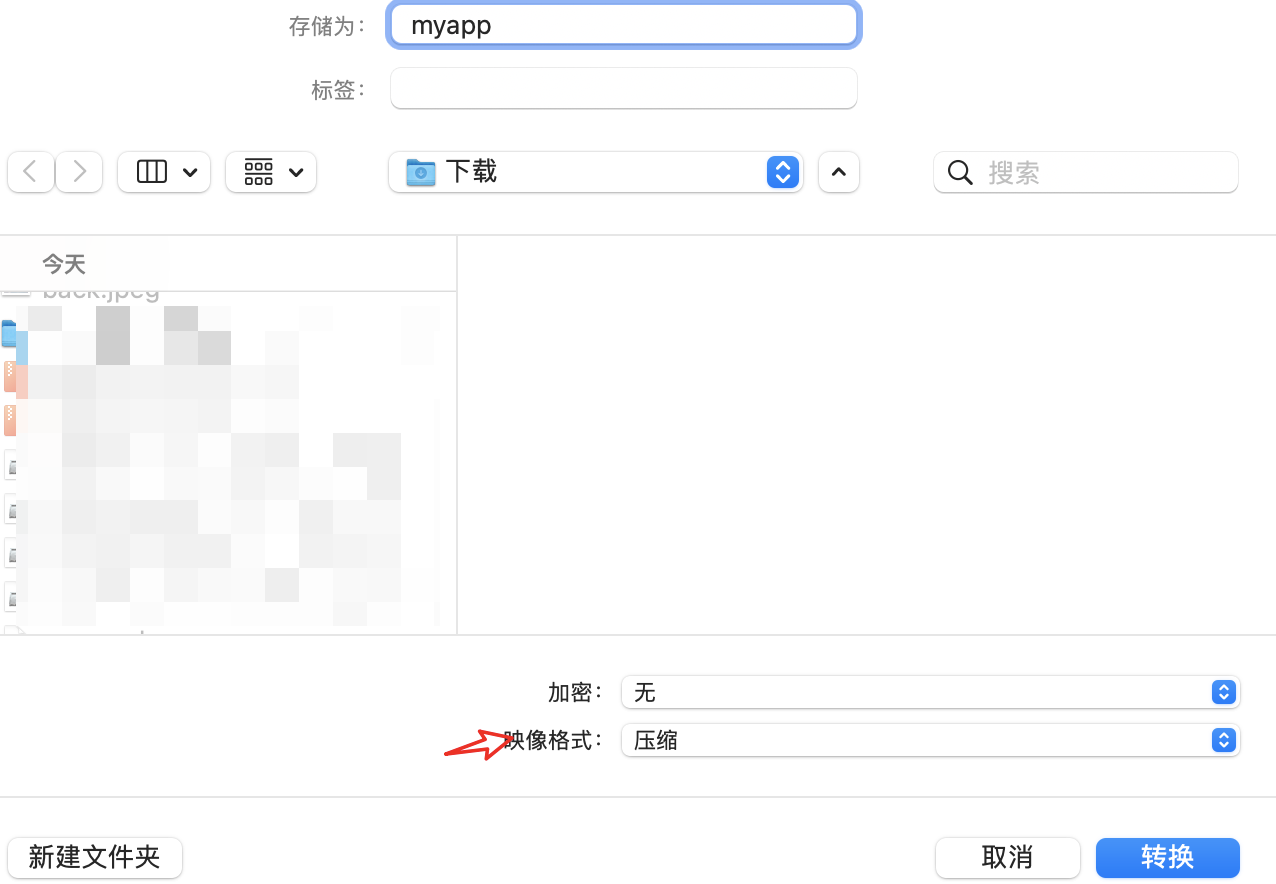 存储为：
myapp
标签：
下载
搜索
今天
back.jpeg
加密：
无
映像格式：
压缩
新建文件夹
取消
转换